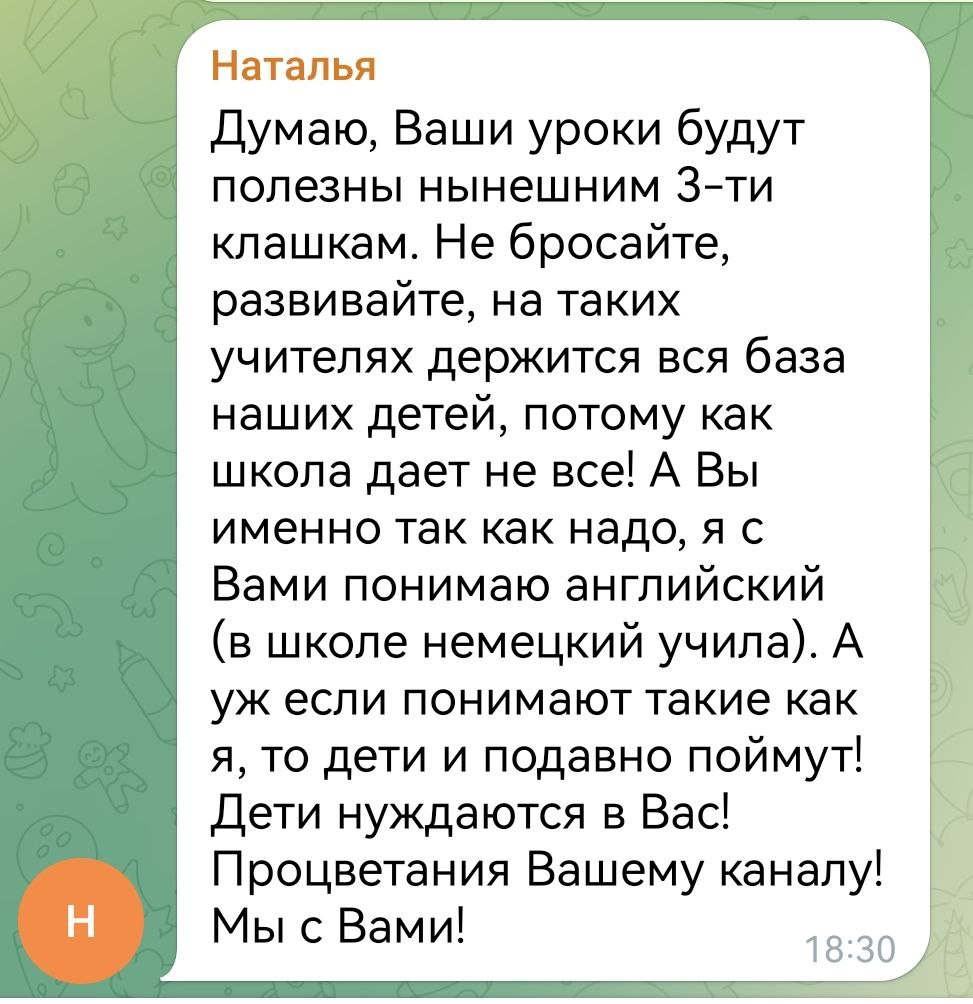 Наталья
Думаю, Ваши уроки будут
полезны нынешним 3-ти
клашкам. Не бросайте,
развивайте, на таких
учителях держится вся база
наших детей, потому как
школа дает не все! А Вы
именно так как надо, я с
Вами понимаю английский
(в школе немецкий учила). А
уж если понимают такие как
я, то дети и подавно поймут!
Дети нуждаются в Вас!
Процветания Вашему каналу!
Мы с Вами!
Н
18:30